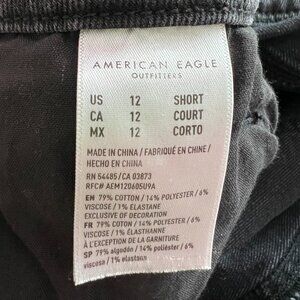 AMERICAN EAGLE
OUTFITTERS
US 12 SHORT
CA 12 COURT
MX 12 CORTO
MADE IN CHINA / FABRIQUÉ EN CHINE /
HECHO EN CHINA
RN 54485/CA 03873
RFC# AEM120605U9A
EN 79% COTTON / 14% POLYESTER / 6%
VISCOSE / 1% ELASTANE
EXCLUSIVE OF DECORATION
FR 79% COTON / 14% POLYESTER / 6%
VISCOSE / 1% ÉLASTHANNE
À L'EXCEPTION DE LA GARNITURE
SP 79% algodón / 14% poliéster / 6%
viscosa / 1% elastane